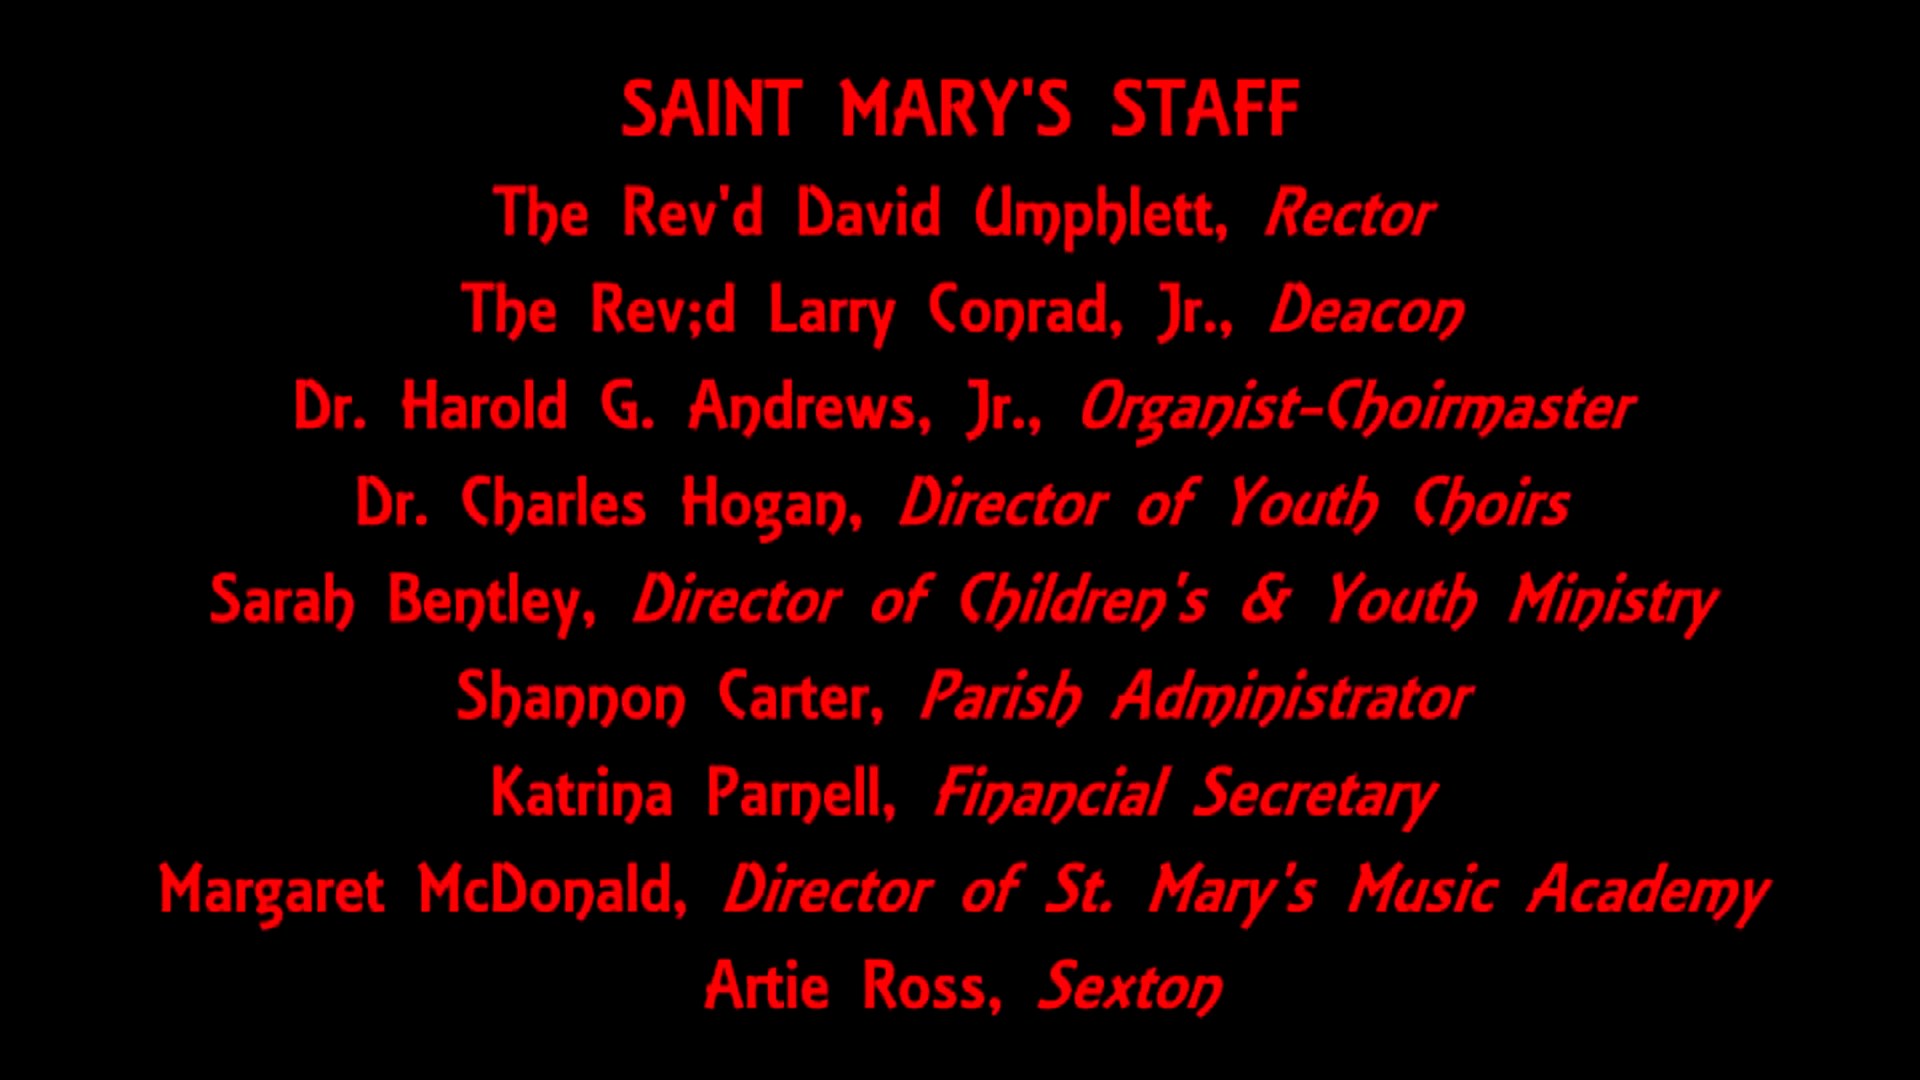 SAINT MARY'S STAFF
The Rev'd David Umphlett, Rector
The Rev;d Larry Conrad, Jr., Deacon
Dr. Harold G. Andrews, Jr., Organist-Choirmaster
Dr. Charles Hogan, Director of Youth Choirs
Sarah Bentley, Director of Children's & Youth Ministry
Shannon Carter, Parish Administrator
Katrina Parnell, Financial Secretary
Margaret McDonald, Director of St. Mary's Music Academy
Artie Ross, Sexton